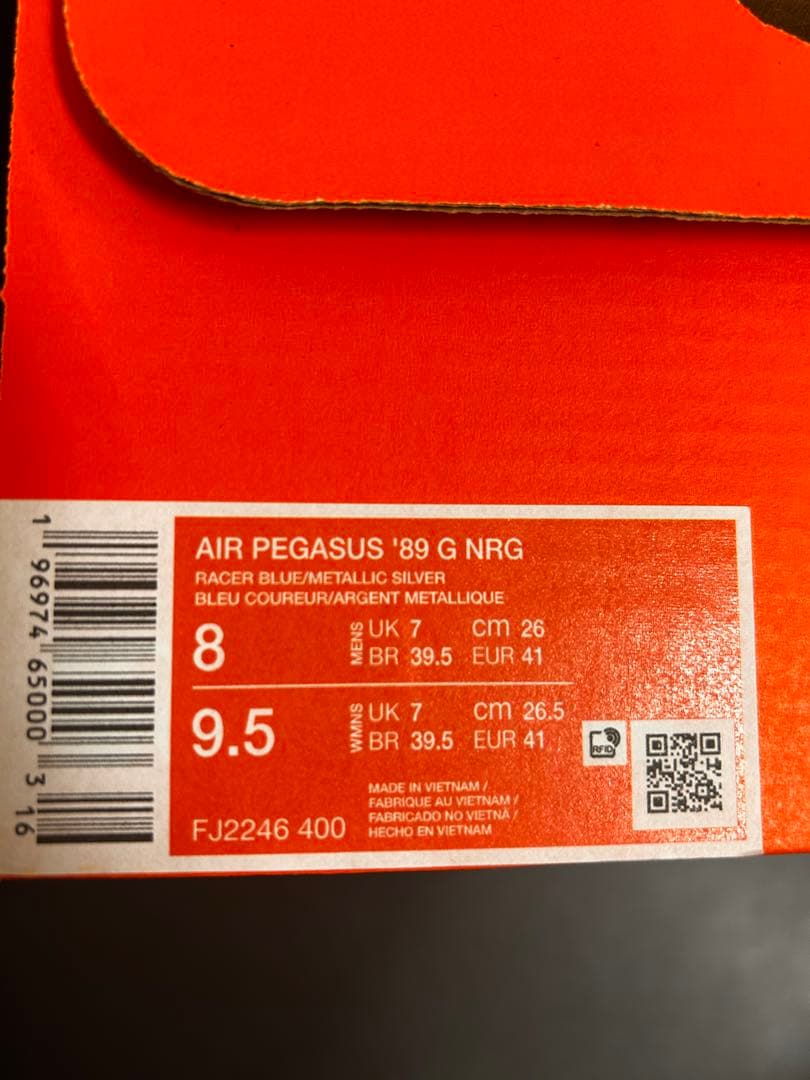 AIR PEGASUS '89 G NRG
RACER BLUE/METALLIC SILVER
BLEU COUREUR/ARGENT METALLIQUE
8 MENS UK 7 cm 26
BR 39.5 EUR 41
9.5 WMNS UK 7 cm 26.5
BR 39.5 EUR 41
RFID
MADE IN VIETNAM /
FABRIQUE AU VIETNAM /
FABRICADO NO VIETNÃ /
HECHO EN VIETNAM
FJ2246 400
1 96974 65000 3 16